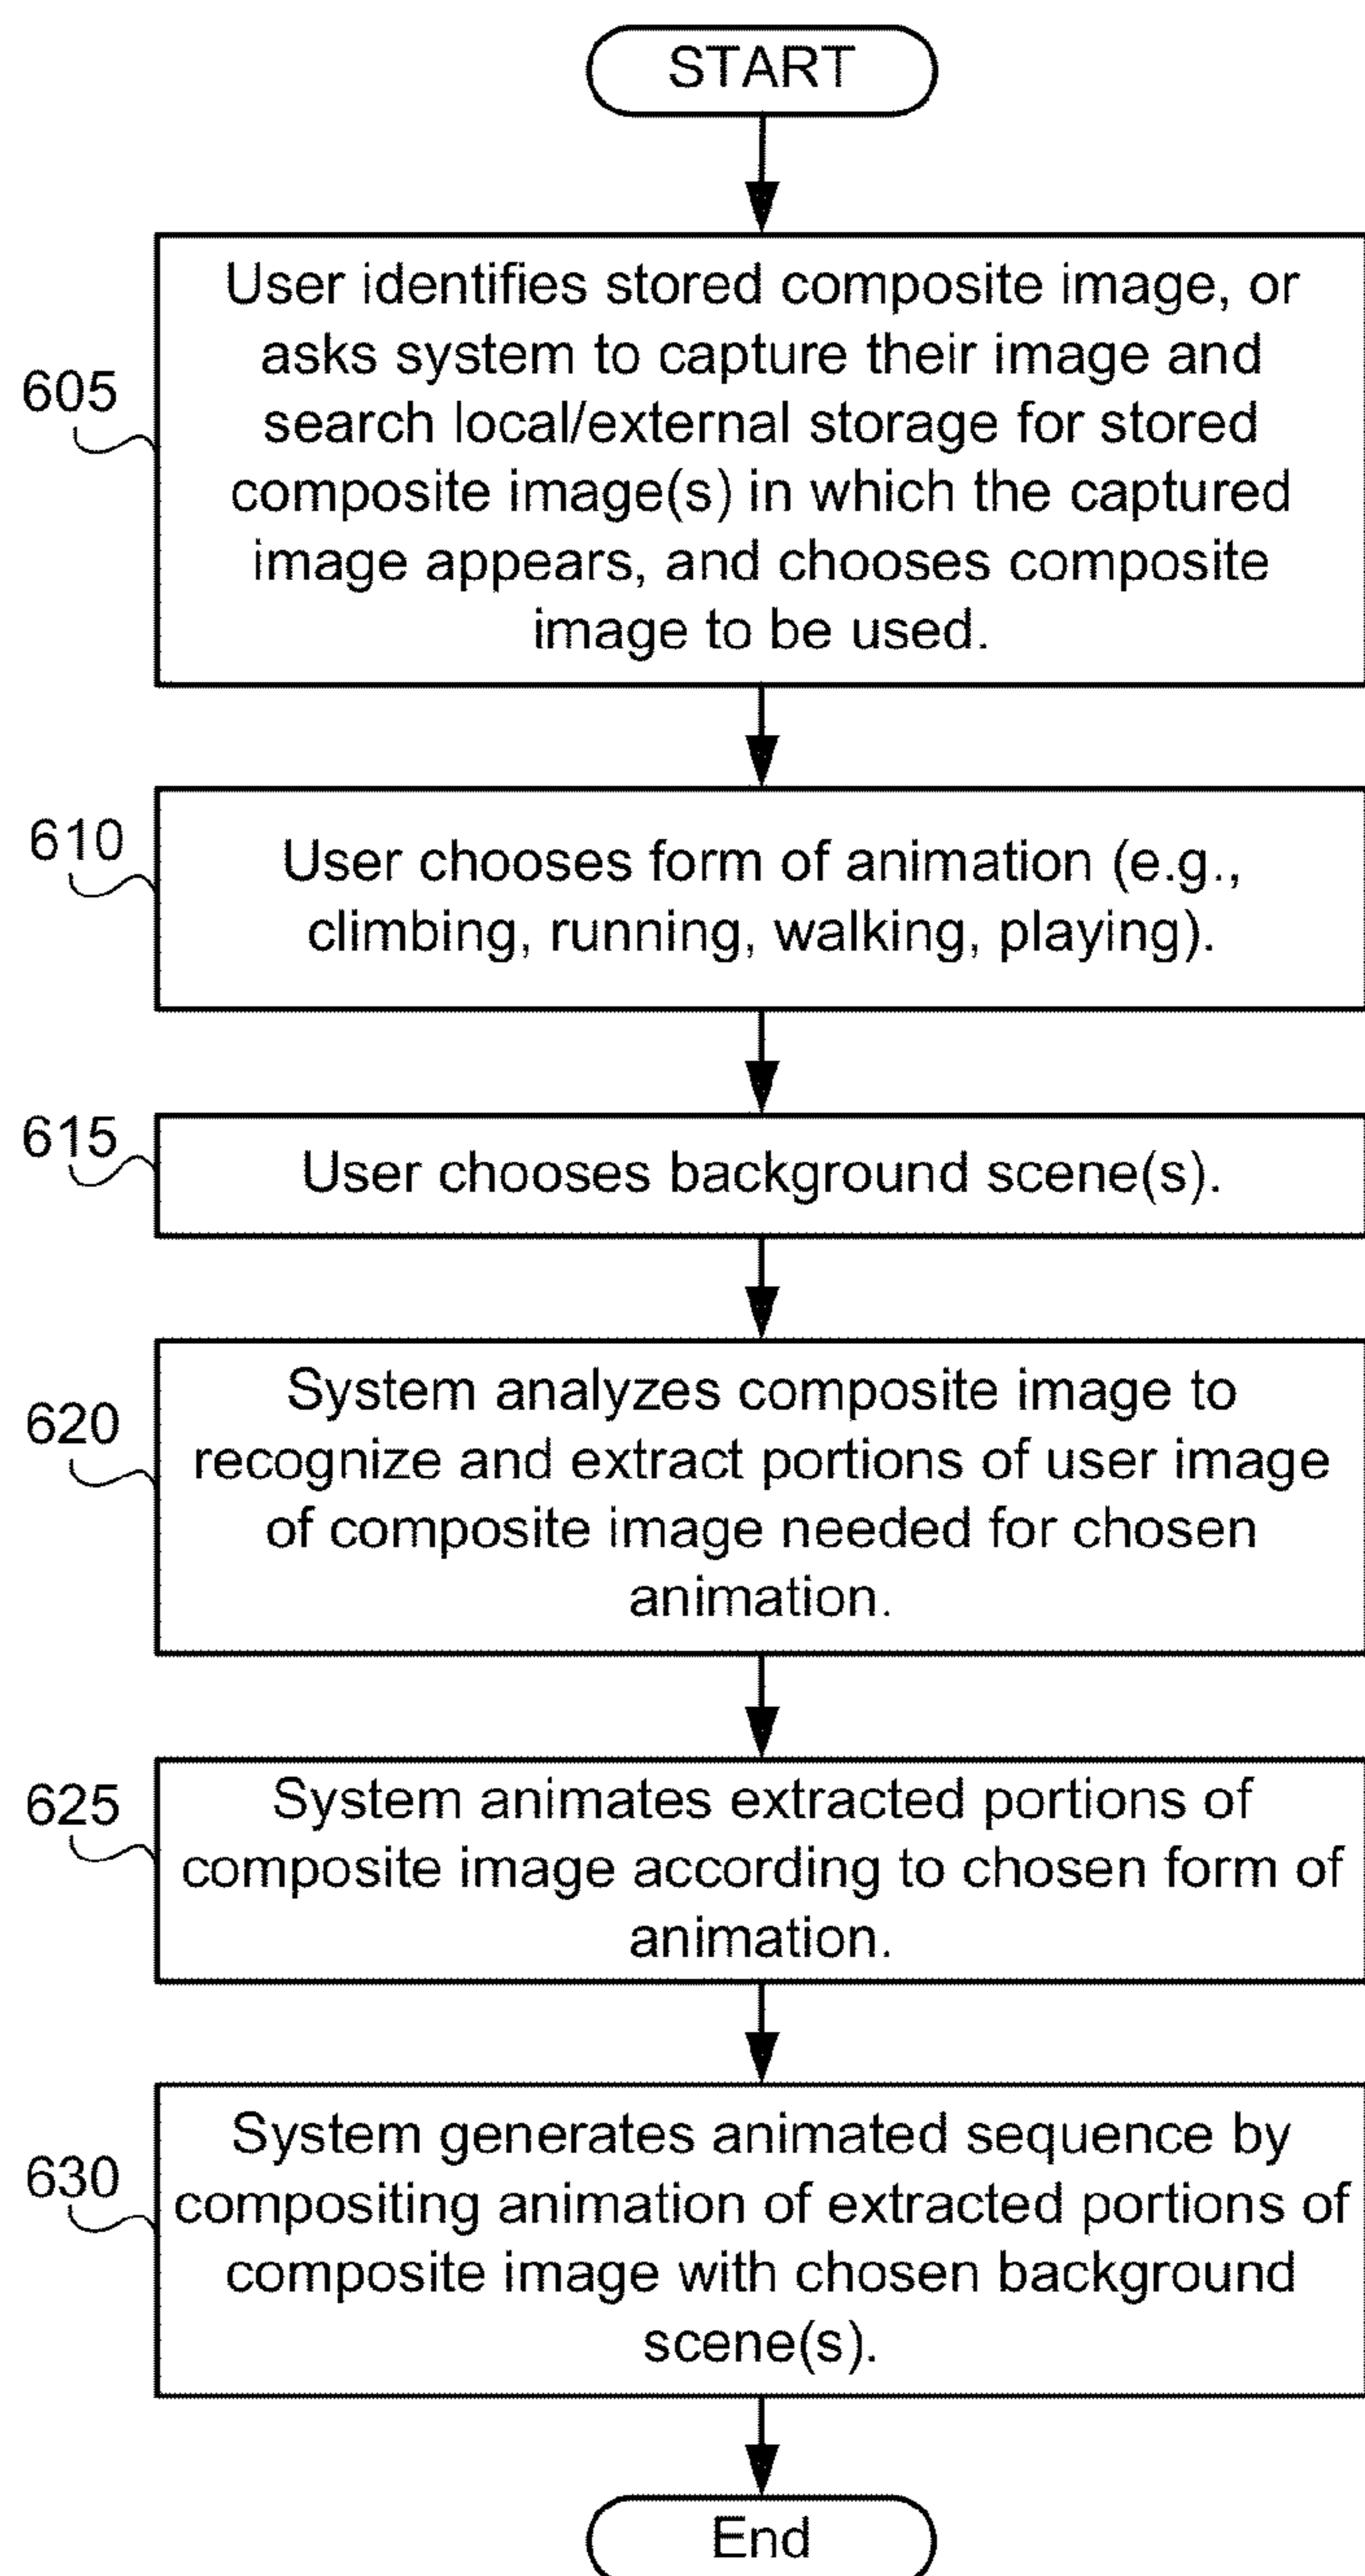 START
605
User identifies stored composite image, or
asks system to capture their image and
search local/external storage for stored
composite image(s) in which the captured
image appears, and chooses composite
image to be used.
610
User chooses form of animation (e.g.,
climbing, running, walking, playing).
615
User chooses background scene(s).
620
System analyzes composite image to
recognize and extract portions of user image
of composite image needed for chosen
animation.
625
System animates extracted portions of
composite image according to chosen form of
animation.
630
System generates animated sequence by
compositing animation of extracted portions of
composite image with chosen background
scene(s).
End